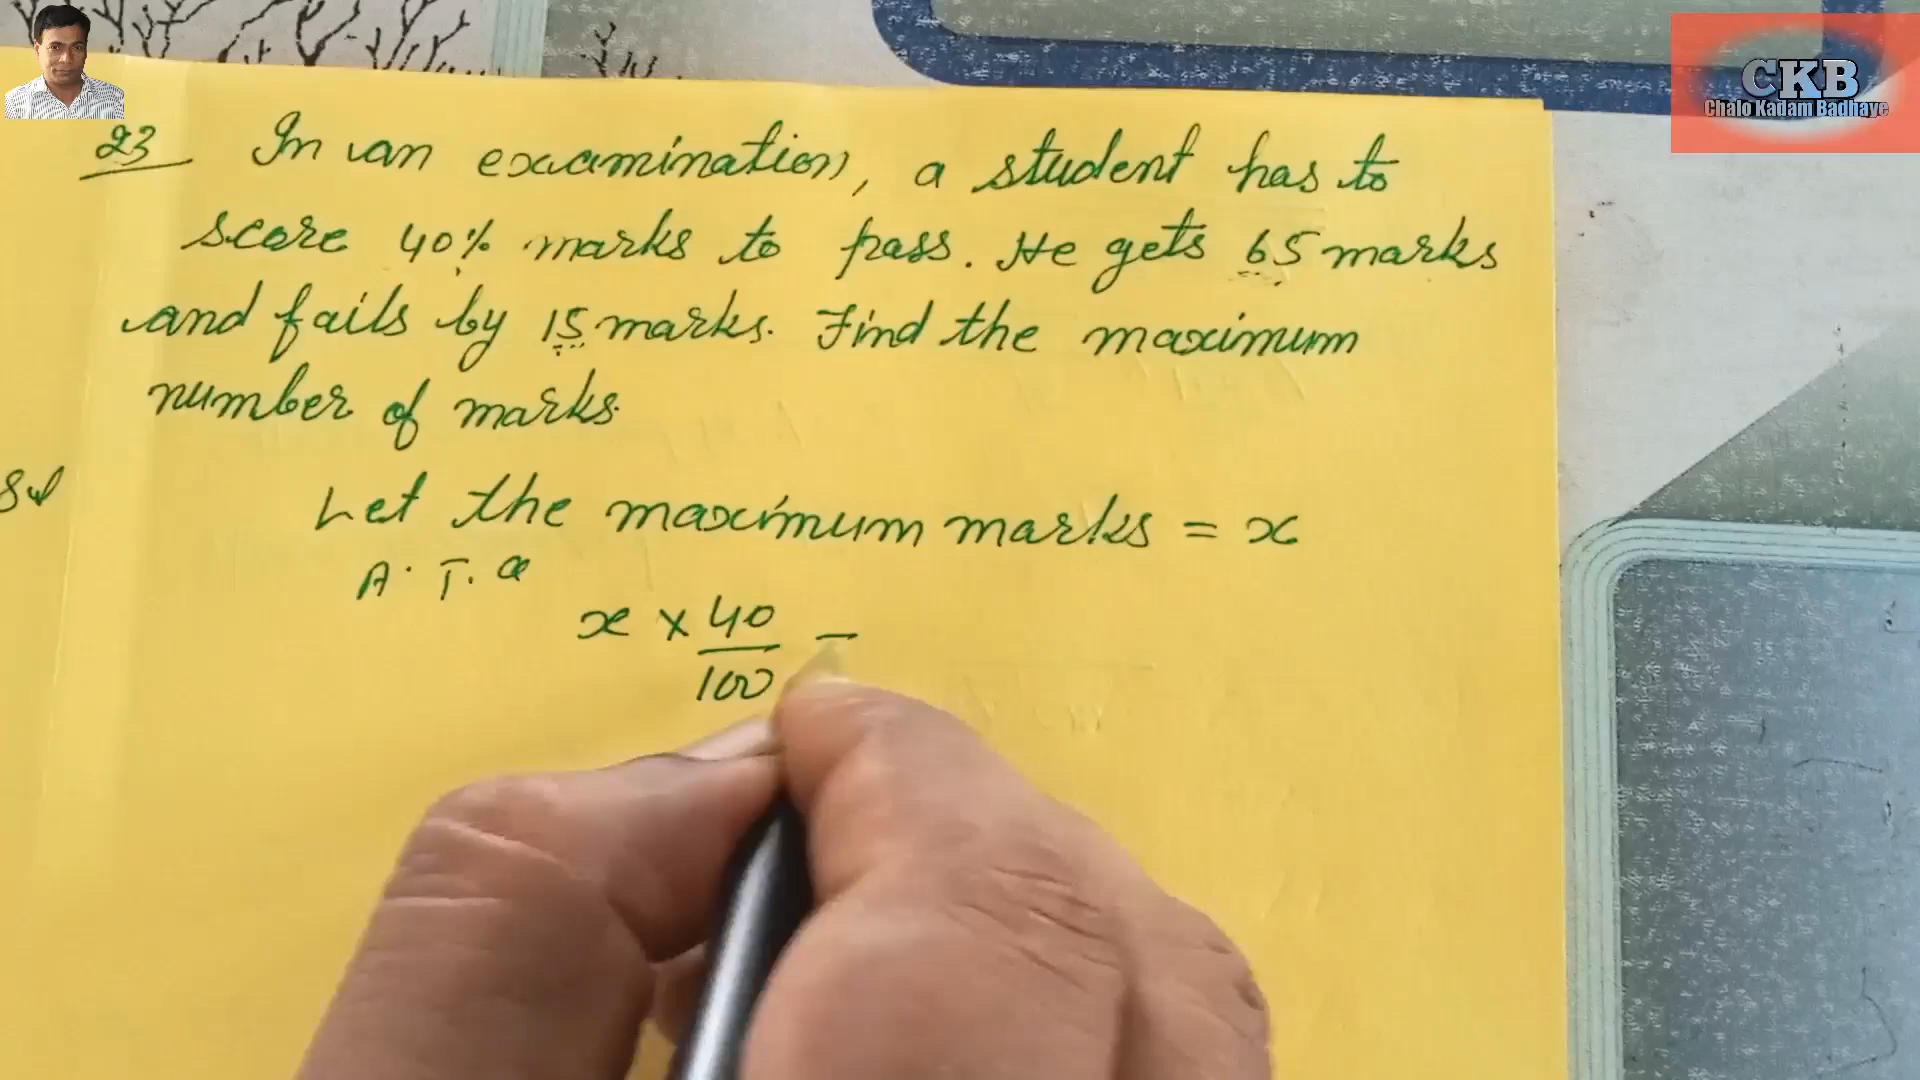 CKB
Chalo Kadam Badhaye
23 In an examination, a student has to
score 40% marks to pass. He gets 65 marks
and fails by 15 marks. Find the maximum
number of marks.
Sol
Let the maximum marks = x
A. T. Q
x × 40/100 –